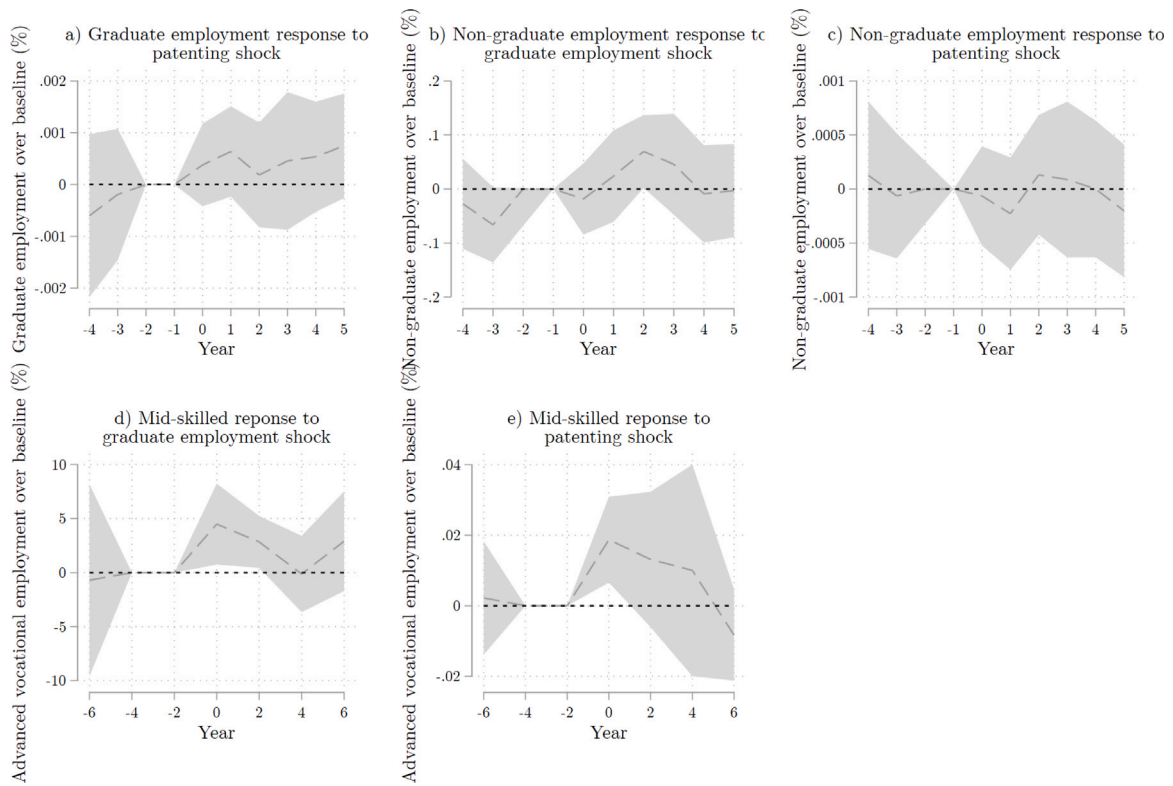 a) Graduate employment response to
patenting shock
Graduate employment over baseline (%)
.002
.001
0
-.001
-.002
-4 -3 -2 -1 0 1 2 3 4 5
Year
b) Non-graduate employment response to
graduate employment shock
Non-graduate employment over baseline (%)
.2
.1
0
-.1
-.2
-4 -3 -2 -1 0 1 2 3 4 5
Year
c) Non-graduate employment response to
patenting shock
Non-graduate employment over baseline (%)
.001
.0005
0
-.0005
-.001
-4 -3 -2 -1 0 1 2 3 4 5
Year
d) Mid-skilled reponse to
graduate employment shock
Advanced vocational employment over baseline (%)
10
5
0
-5
-10
-6 -4 -2 0 2 4 6
Year
e) Mid-skilled reponse to
patenting shock
Advanced vocational employment over baseline (%)
.04
.02
0
-.02
-6 -4 -2 0 2 4 6
Year